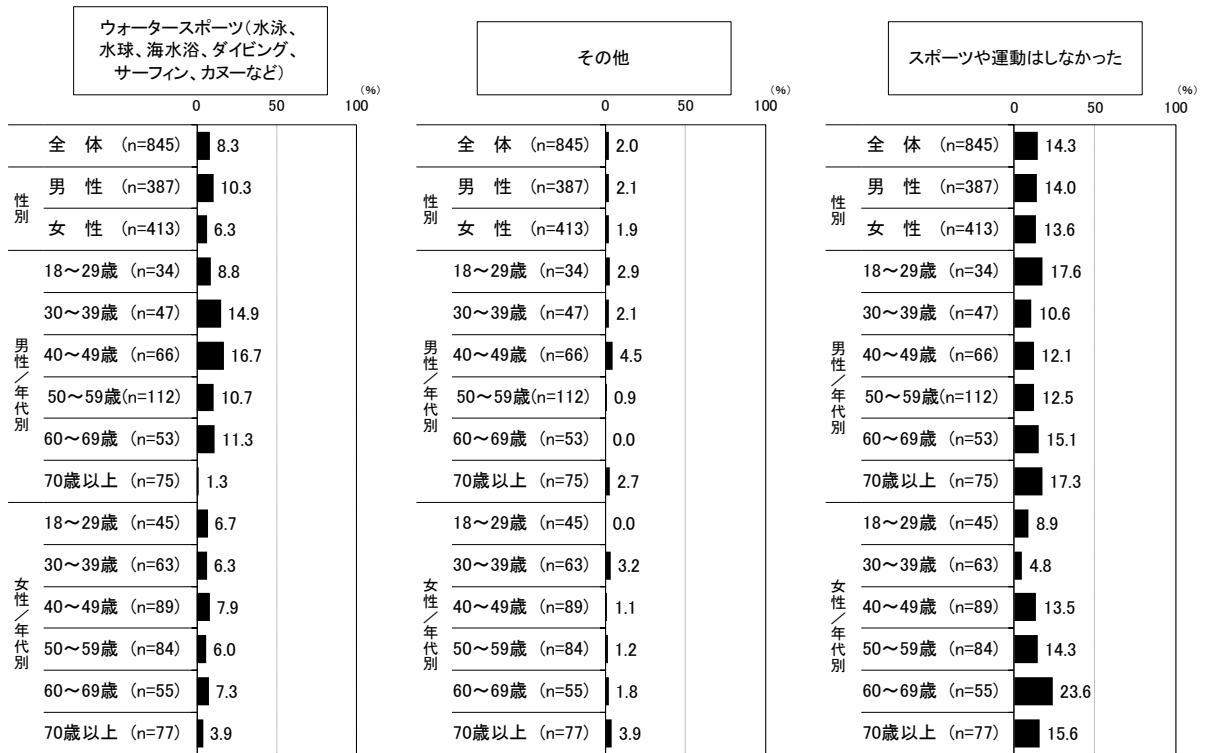 ウォータースポーツ(水泳、
水球、海水浴、ダイビング、
サーフィン、カヌーなど)
(%)
0 50 100
全 体 (n=845) 8.3
性別
男 性 (n=387) 10.3
女 性 (n=413) 6.3
男性/年代別
18～29歳 (n=34) 8.8
30～39歳 (n=47) 14.9
40～49歳 (n=66) 16.7
50～59歳(n=112) 10.7
60～69歳 (n=53) 11.3
70歳以上 (n=75) 1.3
女性/年代別
18～29歳 (n=45) 6.7
30～39歳 (n=63) 6.3
40～49歳 (n=89) 7.9
50～59歳 (n=84) 6.0
60～69歳 (n=55) 7.3
70歳以上 (n=77) 3.9
その他
(%)
0 50 100
全 体 (n=845) 2.0
性別
男 性 (n=387) 2.1
女 性 (n=413) 1.9
男性/年代別
18～29歳 (n=34) 2.9
30～39歳 (n=47) 2.1
40～49歳 (n=66) 4.5
50～59歳(n=112) 0.9
60～69歳 (n=53) 0.0
70歳以上 (n=75) 2.7
女性/年代別
18～29歳 (n=45) 0.0
30～39歳 (n=63) 3.2
40～49歳 (n=89) 1.1
50～59歳 (n=84) 1.2
60～69歳 (n=55) 1.8
70歳以上 (n=77) 3.9
スポーツや運動はしなかった
(%)
0 50 100
全 体 (n=845) 14.3
性別
男 性 (n=387) 14.0
女 性 (n=413) 13.6
男性/年代別
18～29歳 (n=34) 17.6
30～39歳 (n=47) 10.6
40～49歳 (n=66) 12.1
50～59歳(n=112) 12.5
60～69歳 (n=53) 15.1
70歳以上 (n=75) 17.3
女性/年代別
18～29歳 (n=45) 8.9
30～39歳 (n=63) 4.8
40～49歳 (n=89) 13.5
50～59歳 (n=84) 14.3
60～69歳 (n=55) 23.6
70歳以上 (n=77) 15.6